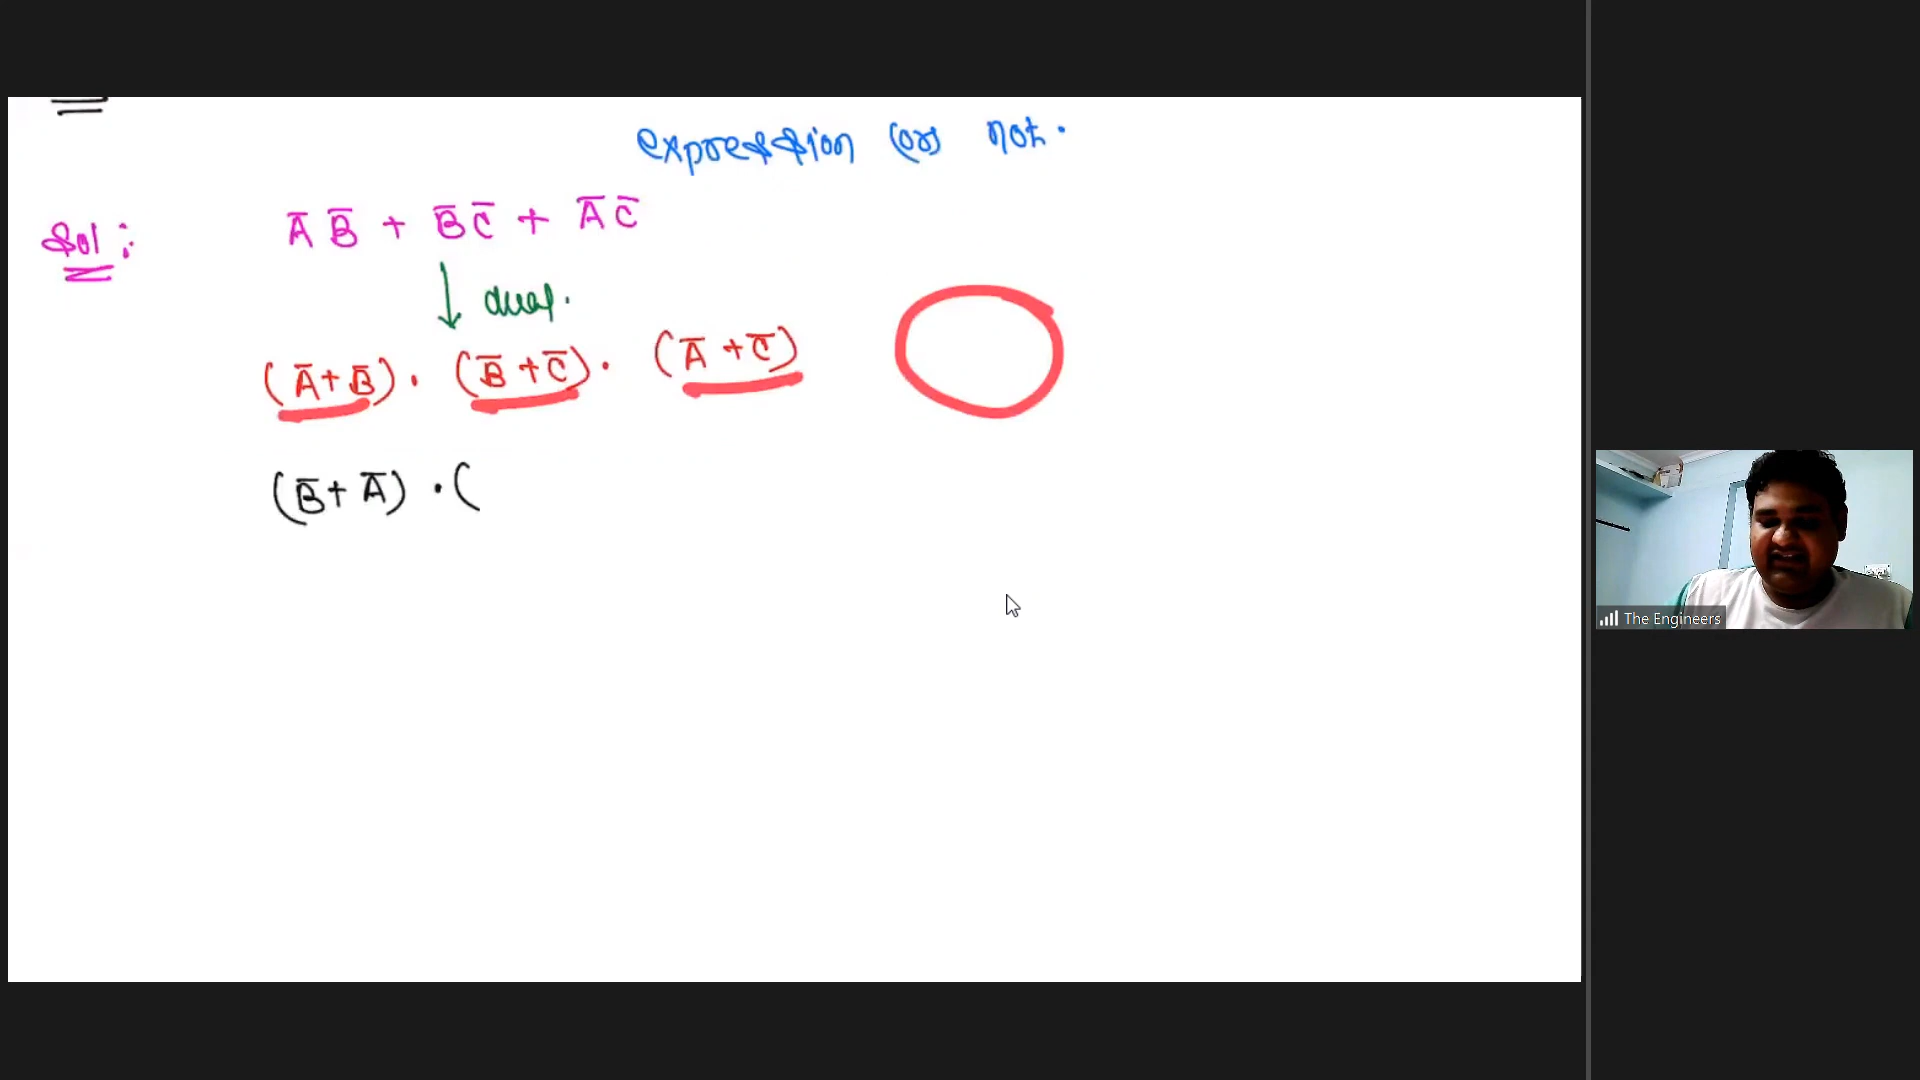 expression (or) not.
Sol :
A̅ B̅ + B̅ C̅ + A̅ C̅
↓ dual.
(A̅ + B̅) . (B̅ + C̅) . (A̅ + C̅)
(B̅ + A̅) . (
The Engineers